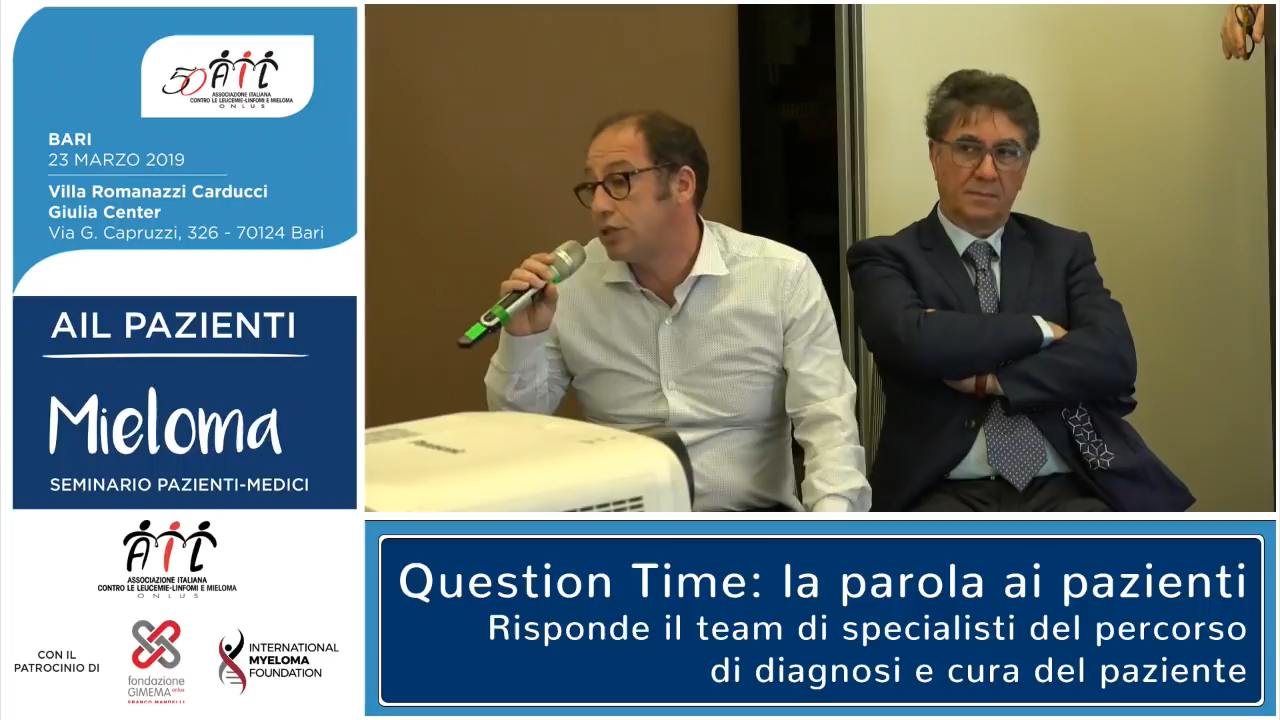 50 AIL
ASSOCIAZIONE ITALIANA
CONTRO LE LEUCEMIE-LINFOMI E MIELOMA
ONLUS
BARI
23 MARZO 2019
Villa Romanazzi Carducci
Giulia Center
Via G. Capruzzi, 326 - 70124 Bari
AIL PAZIENTI
Mieloma
SEMINARIO PAZIENTI-MEDICI
AIL
ASSOCIAZIONE ITALIANA
CONTRO LE LEUCEMIE-LINFOMI E MIELOMA
ONLUS
CON IL
PATROCINIO DI
fondazione
GIMEMA onlus
FRANCO MANDELLI
INTERNATIONAL
MYELOMA
FOUNDATION
Question Time: la parola ai pazienti
Risponde il team di specialisti del percorso
di diagnosi e cura del paziente